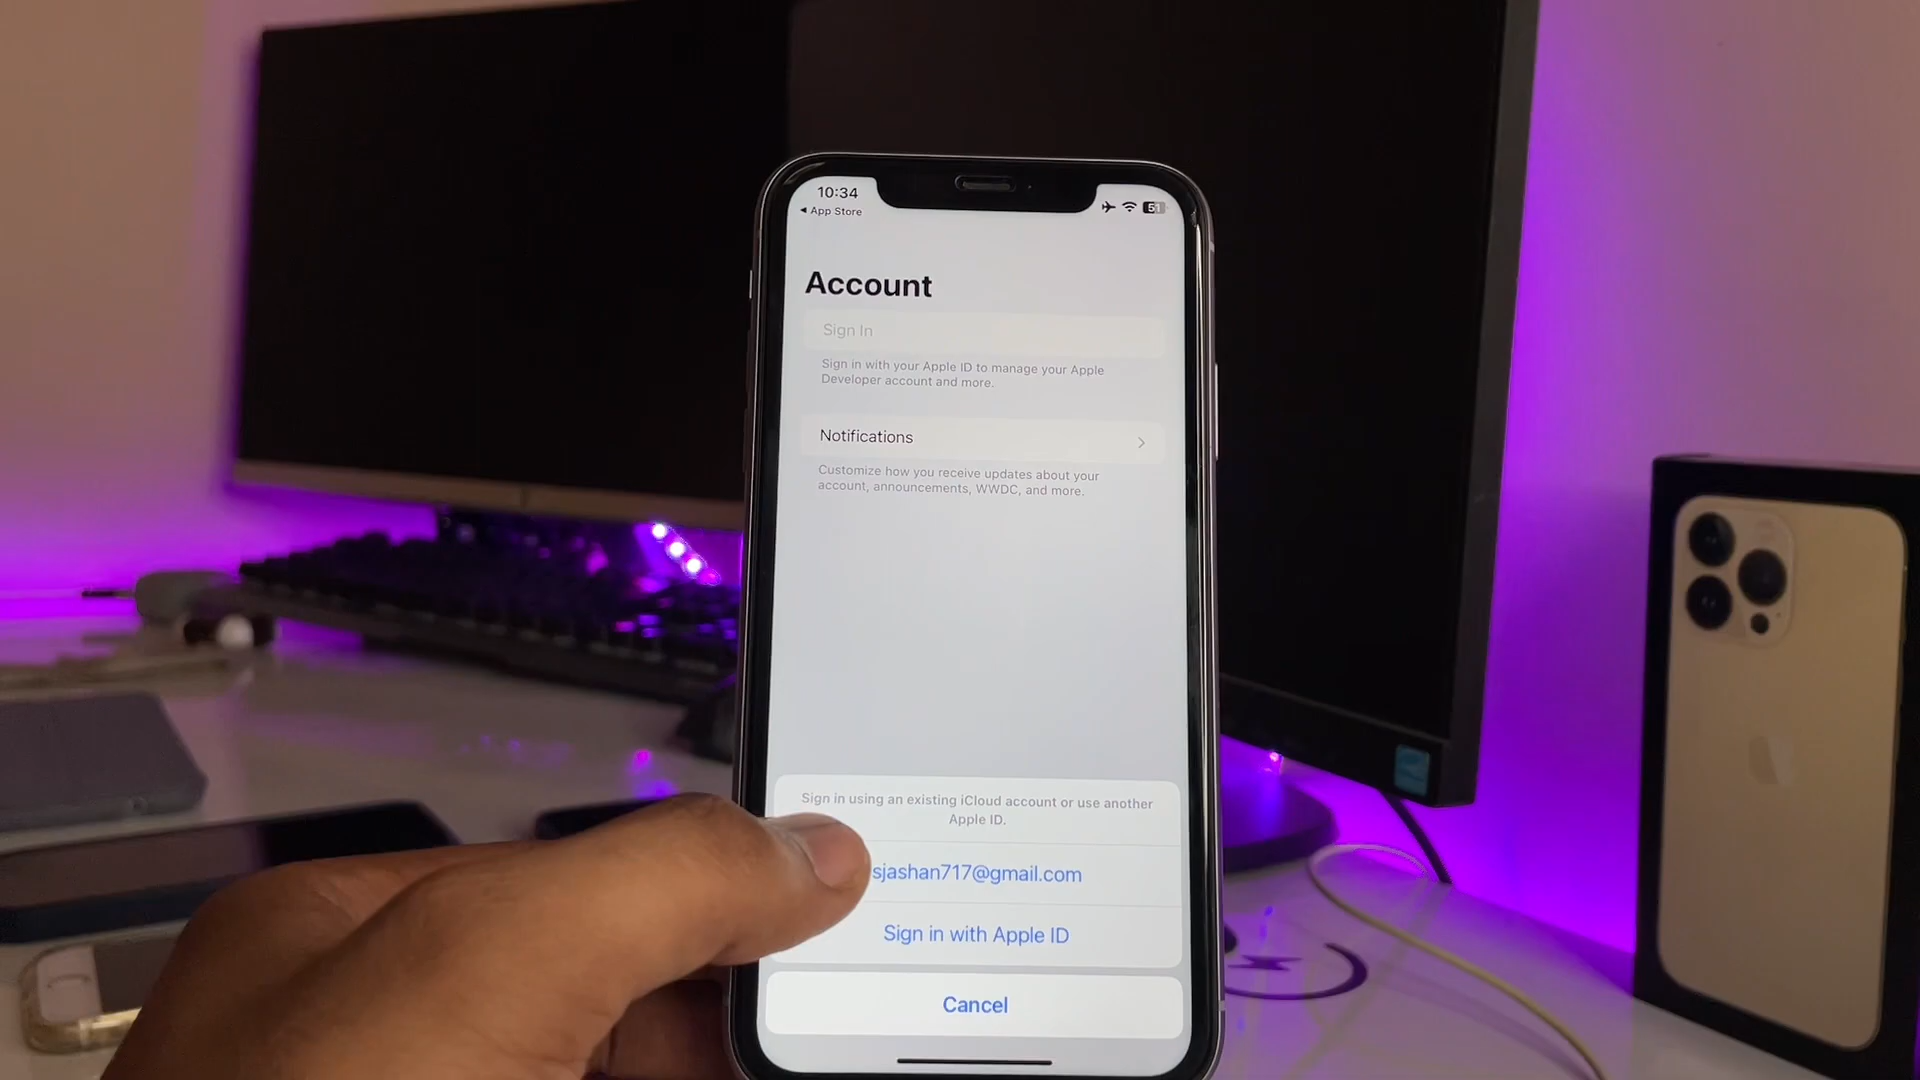 10:34
◂ App Store
51
Account
Sign In
Sign in with your Apple ID to manage your Apple
Developer account and more.
Notifications
Customize how you receive updates about your
account, announcements, WWDC, and more.
Sign in using an existing iCloud account or use another
Apple ID.
sjashan717@gmail.com
Sign in with Apple ID
Cancel